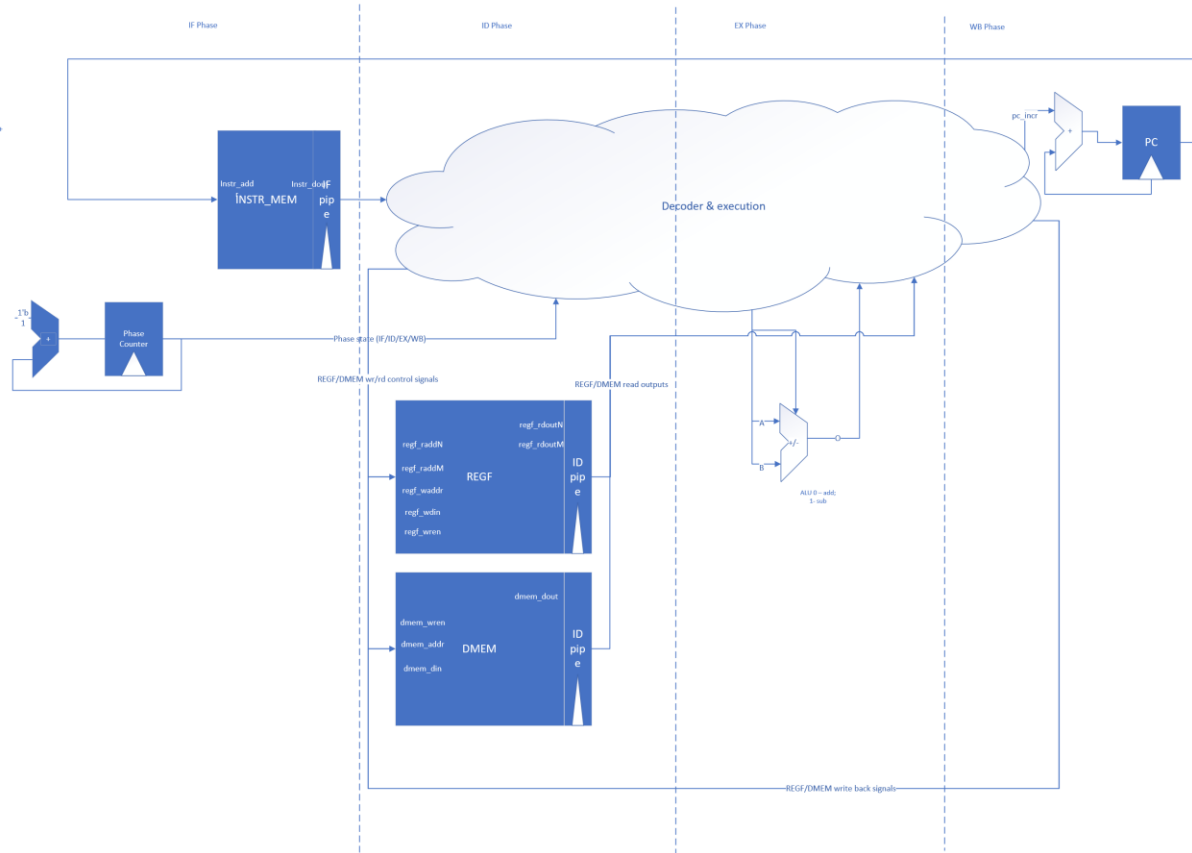 IF Phase
ID Phase
EX Phase
WB Phase
pc_incr
+
PC
Instr_add
Instr_dout
IF
pip
e
İNSTR_MEM
Decoder & execution
1'b
1
+
Phase
Counter
Phase state (IF/ID/EX/WB)
REGF/DMEM wr/rd control signals
REGF/DMEM read outputs
regf_rdoutN
regf_raddN
regf_rdoutM
regf_raddM
REGF
regf_waddr
regf_wdin
regf_wren
ID
pip
e
A
+/-
O
B
ALU 0 – add;
1- sub
dmem_dout
dmem_wren
dmem_addr
DMEM
dmem_din
ID
pip
e
REGF/DMEM write back signals